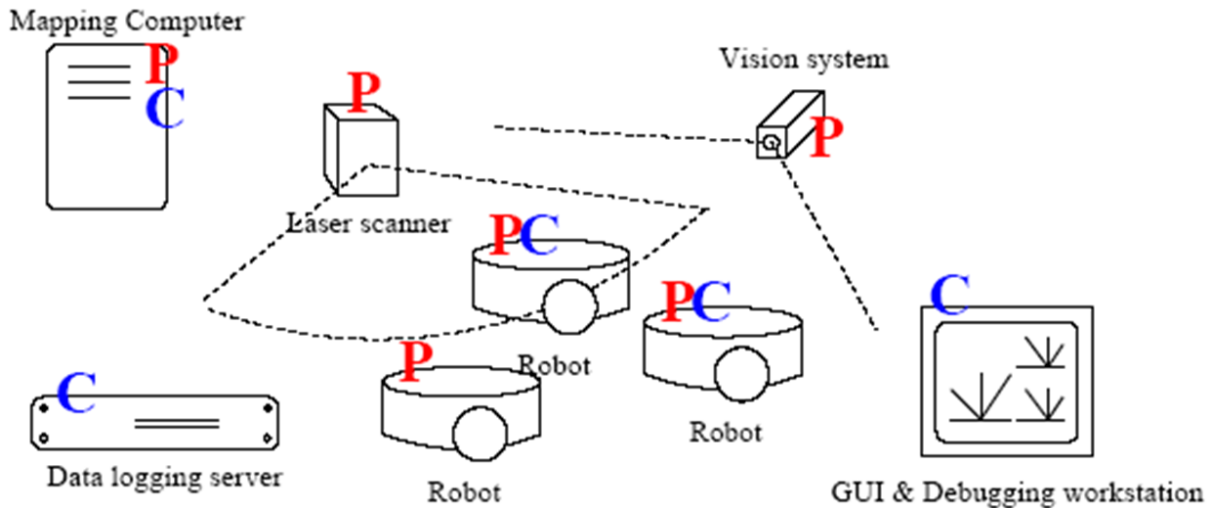 Mapping Computer
P
C
P
Laser scanner
Vision system
P
PC
Robot
PC
Robot
P
Robot
C
Data logging server
C
GUI & Debugging workstation